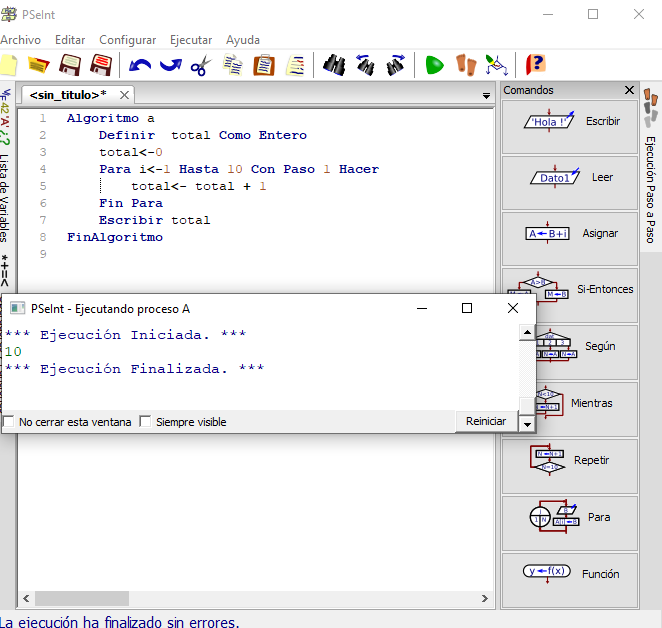 PSeInt
Archivo Editar Configurar Ejecutar Ayuda
<sin_titulo>*
1 Algoritmo a
2 Definir total Como Entero
3 total<-0
4 Para i<-1 Hasta 10 Con Paso 1 Hacer
5 total<- total + 1
6 Fin Para
7 Escribir total
8 FinAlgoritmo
9
Lista de Variables
*+=<
PSeInt - Ejecutando proceso A
*** Ejecución Iniciada. ***
10
*** Ejecución Finalizada. ***
No cerrar esta ventana
Siempre visible
Reiniciar
Comandos
'Hola !' Escribir
Dato1 Leer
A←B+i Asignar
A>B Si-Entonces
Según
Mientras
Repetir
Para
y←f(x) Función
Ejecución Paso a Paso
La ejecución ha finalizado sin errores.